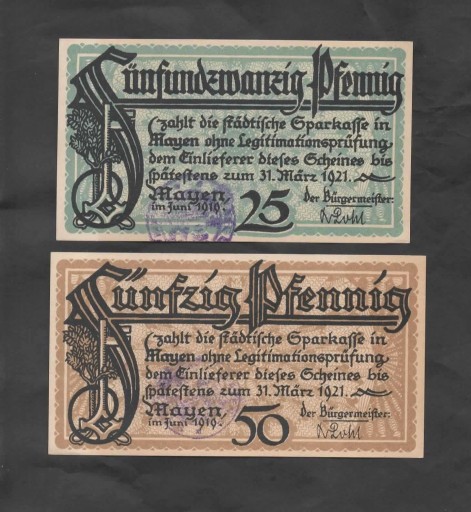 Fünfundzwanzig Pfennig
zahlt die städtische Sparkasse in
Mayen ohne Legitimationsprüfung
dem Einlieferer dieses Scheines bis
spätestens zum 31. März 1921.
Mayen,
im Juni 1919.
25
der Bürgermeister:
Fünfzig Pfennig
zahlt die städtische Sparkasse in
Mayen ohne Legitimationsprüfung
dem Einlieferer dieses Scheines bis
spätestens zum 31. März 1921.
Mayen,
im Juni 1919.
50
der Bürgermeister: